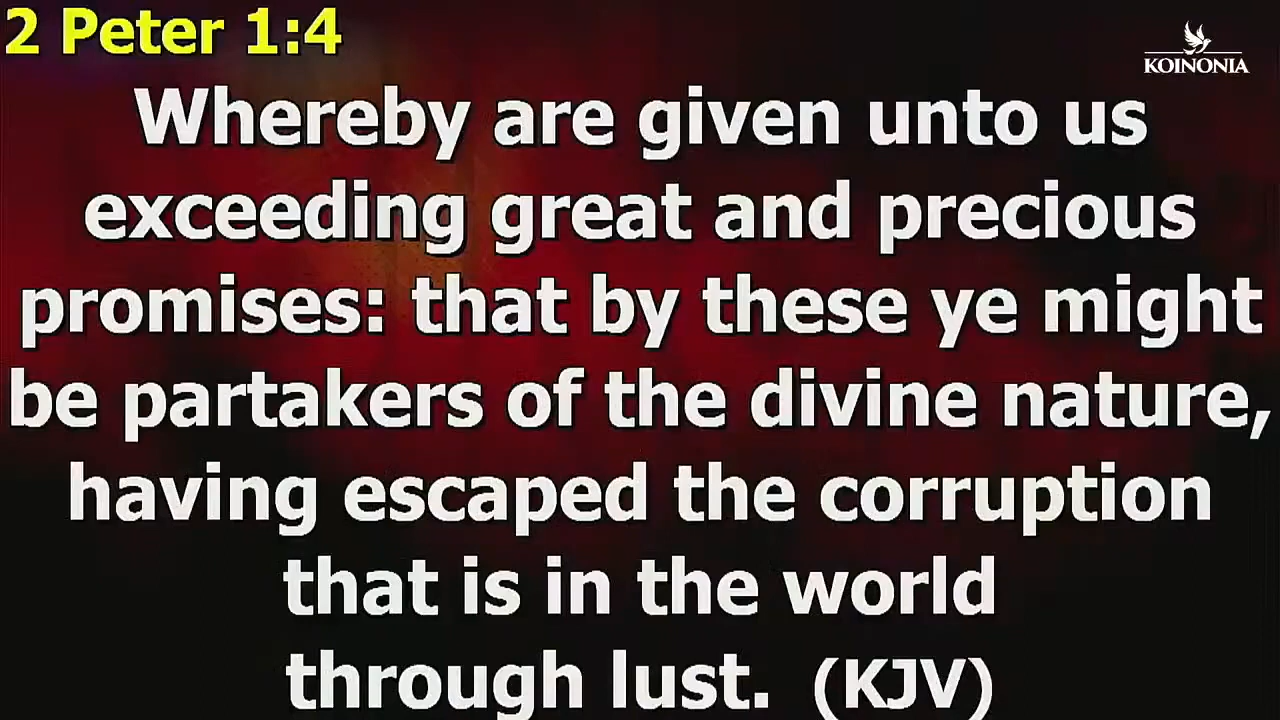 2 Peter 1:4
KOINONIA
Whereby are given unto us
exceeding great and precious
promises: that by these ye might
be partakers of the divine nature,
having escaped the corruption
that is in the world
through lust. (KJV)